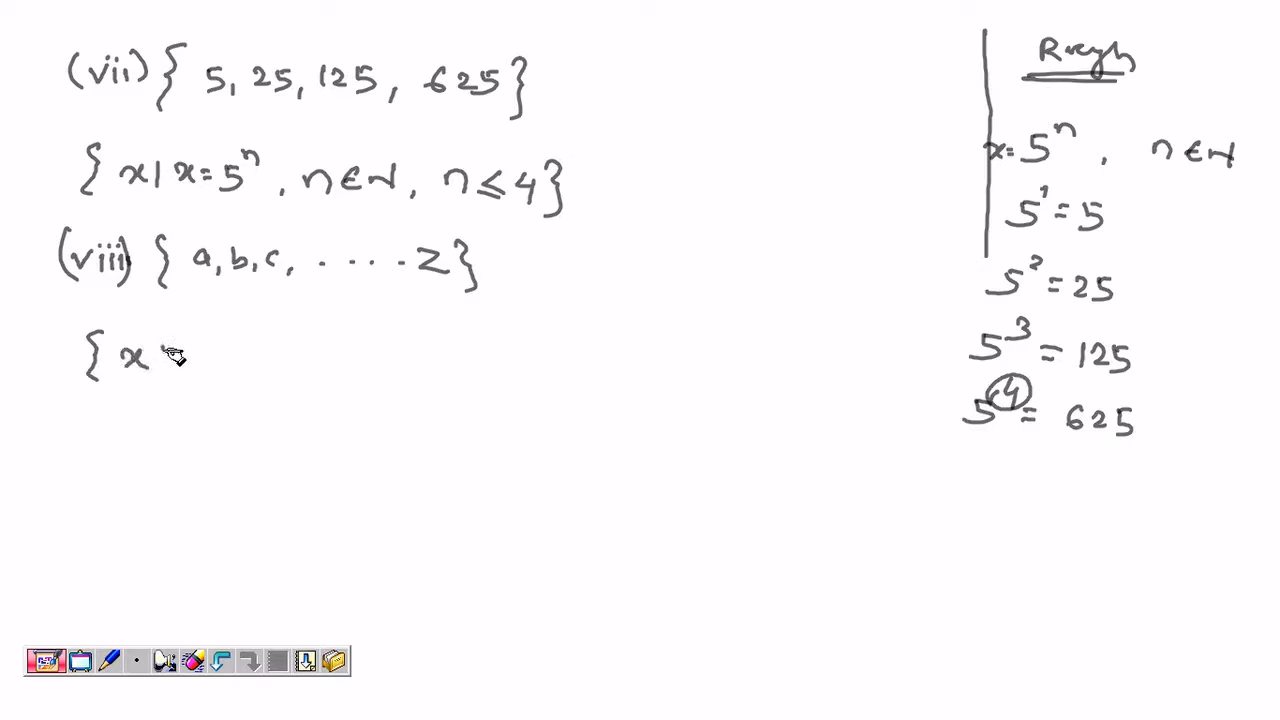 (vii) { 5, 25, 125, 625}
{ x | x = 5ⁿ, n ∈ N, n ≤ 4}
(viii) { a, b, c, ..... z}
{ x
Rough
x = 5ⁿ, n ∈ N
5¹ = 5
5² = 25
5³ = 125
5⁴ = 625